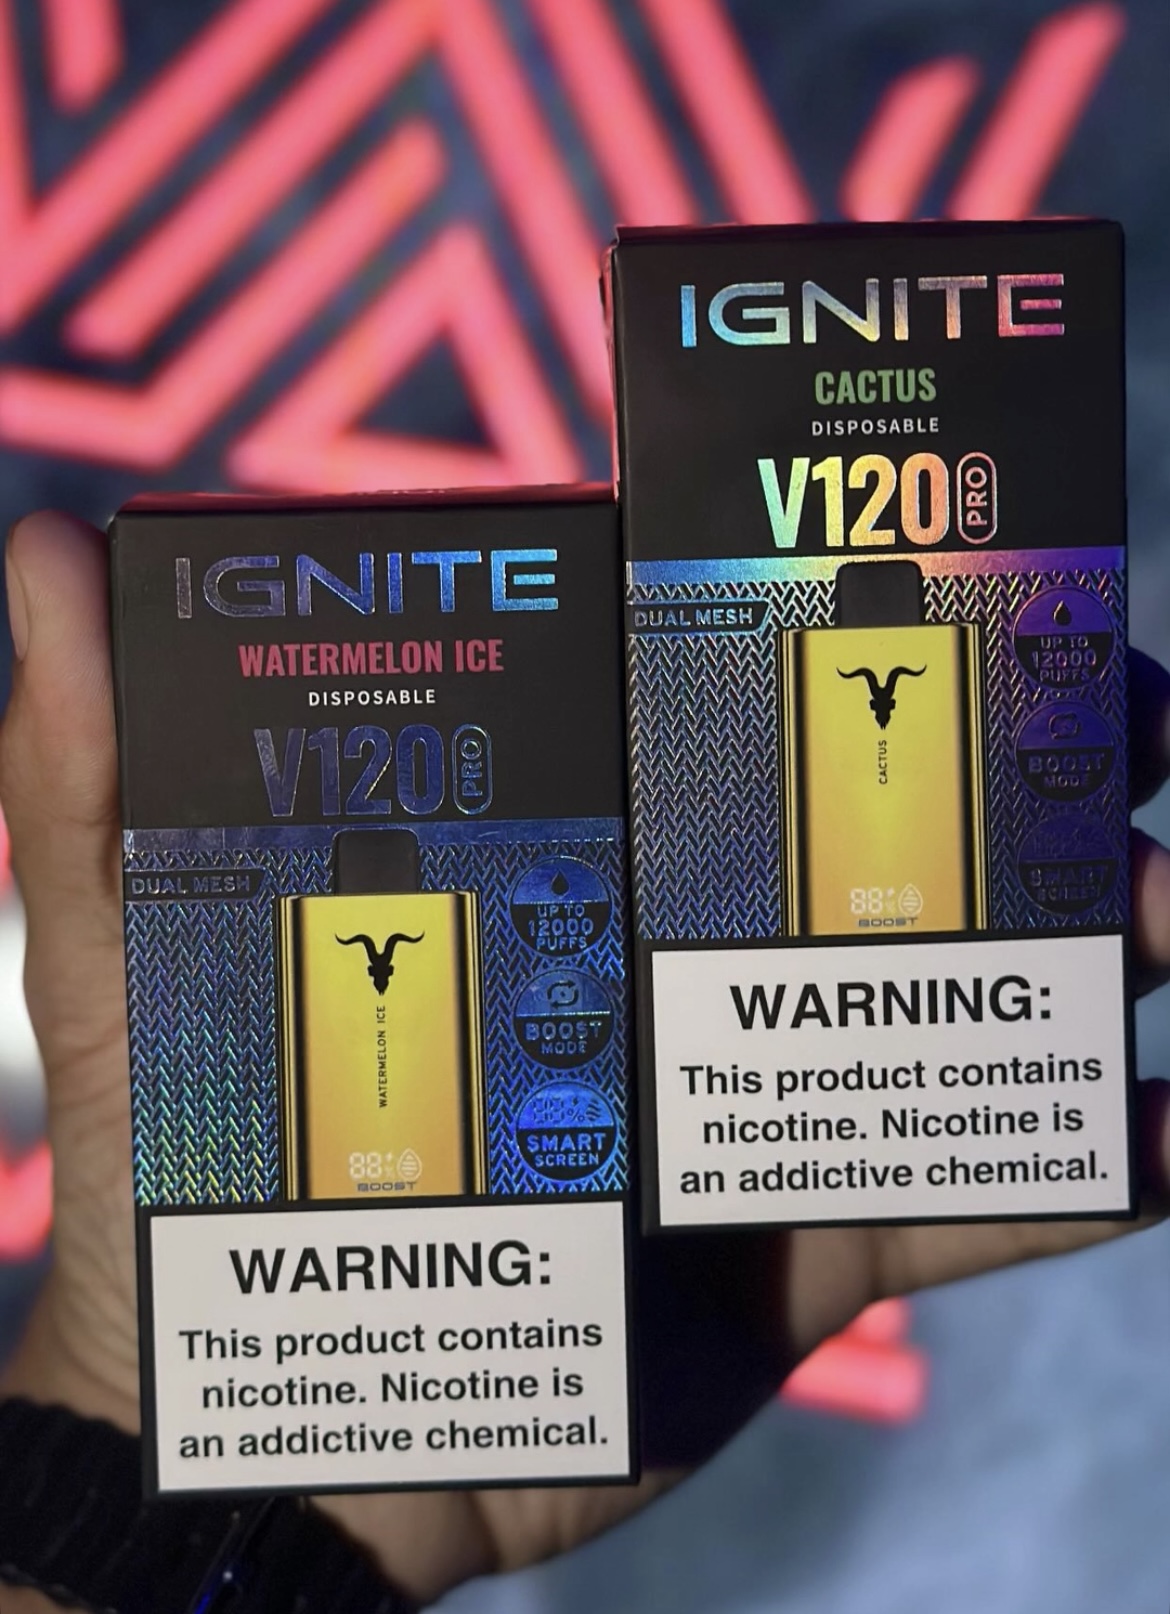 IGNITE
WATERMELON ICE
DISPOSABLE
V120 PRO
DUAL MESH
UP TO
12000
PUFFS
BOOST
MODE
SMART
SCREEN
WATERMELON ICE
88%
BOOST
WARNING:
This product contains
nicotine. Nicotine is
an addictive chemical.
IGNITE
CACTUS
DISPOSABLE
V120 PRO
DUAL MESH
UP TO
12000
PUFFS
BOOST
MODE
SMART
SCREEN
CACTUS
88%
BOOST
WARNING:
This product contains
nicotine. Nicotine is
an addictive chemical.